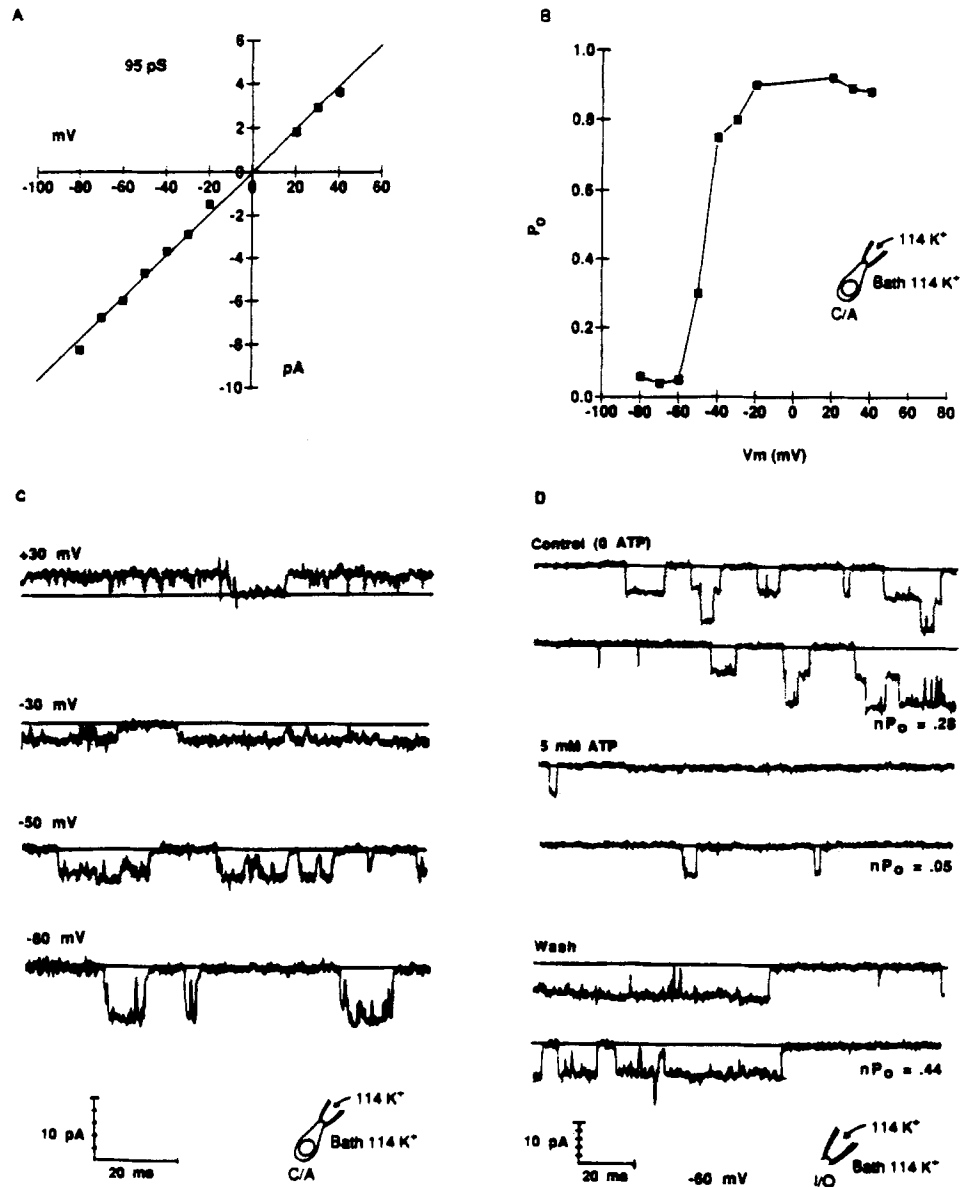 A
95 pS
mV
6
4
2
0
-100 -80 -60 -40 -20 0 20 40 60
-2
-4
-6
-8
-10
pA
B
1.0
0.8
0.6
0.4
0.2
0.0
Po
-100 -80 -60 -40 -20 0 20 40 60 80
Vm (mV)
114 K+
Bath 114 K+
C/A
C
+30 mV
-30 mV
-50 mV
-80 mV
10 pA
20 ms
114 K+
Bath 114 K+
C/A
D
Control (0 ATP)
nPo = .28
5 mM ATP
nPo = .05
Wash
nPo = .44
10 pA
20 ms
-60 mV
114 K+
Bath 114 K+
I/O